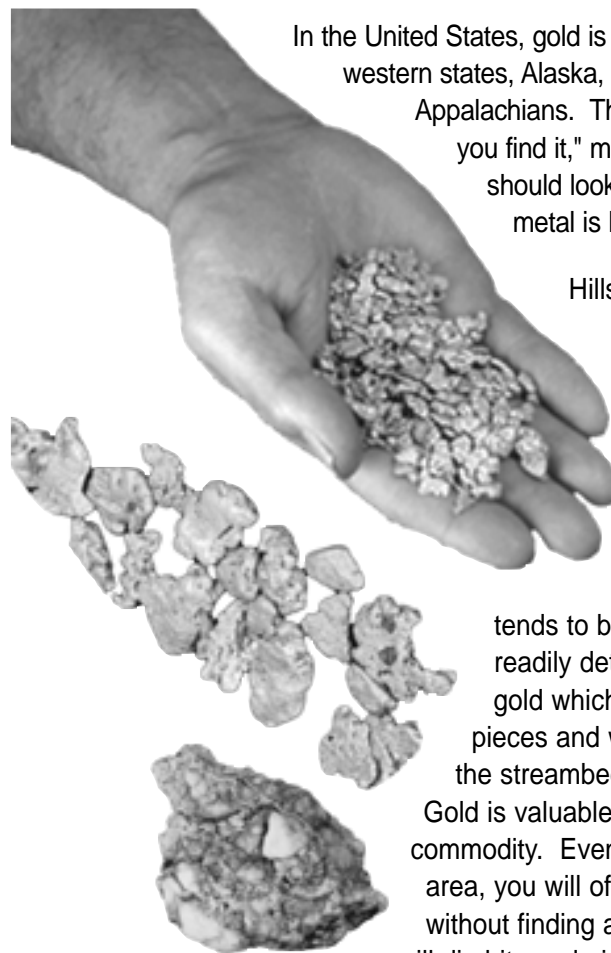 In the United States, gold is
western states, Alaska,
Appalachians. Th
you find it," m
should look
metal is
Hills
tends to b
readily det
gold which
pieces and
the streambe
Gold is valuable
commodity. Ever
area, you will of
without finding a